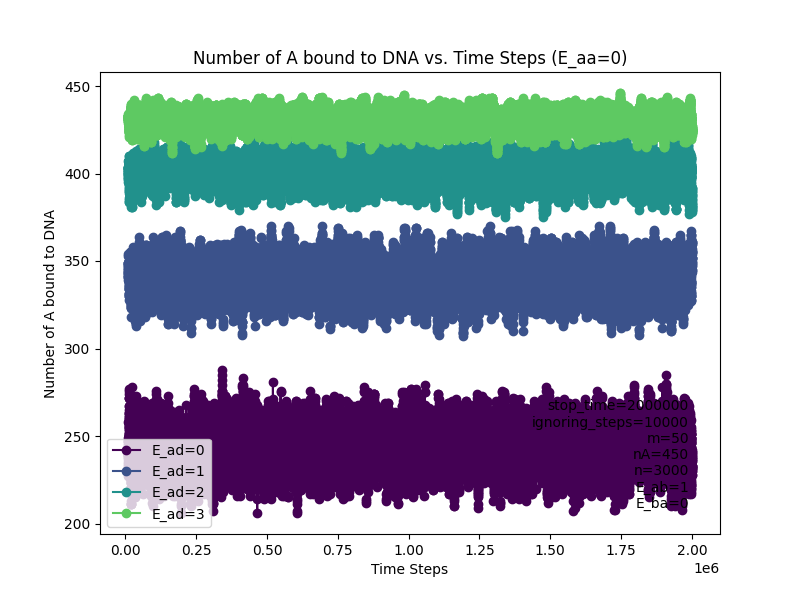 Number of A bound to DNA vs. Time Steps (E_aa=0)
Number of A bound to DNA
450
400
350
300
250
200
stop_time=2000000
ignoring_steps=10000
m=50
nA=450
n=3000
E_ab=1
E_ba=0
E_ad=0
E_ad=1
E_ad=2
E_ad=3
0.00
0.25
0.50
0.75
1.00
1.25
1.50
1.75
2.00
1e6
Time Steps